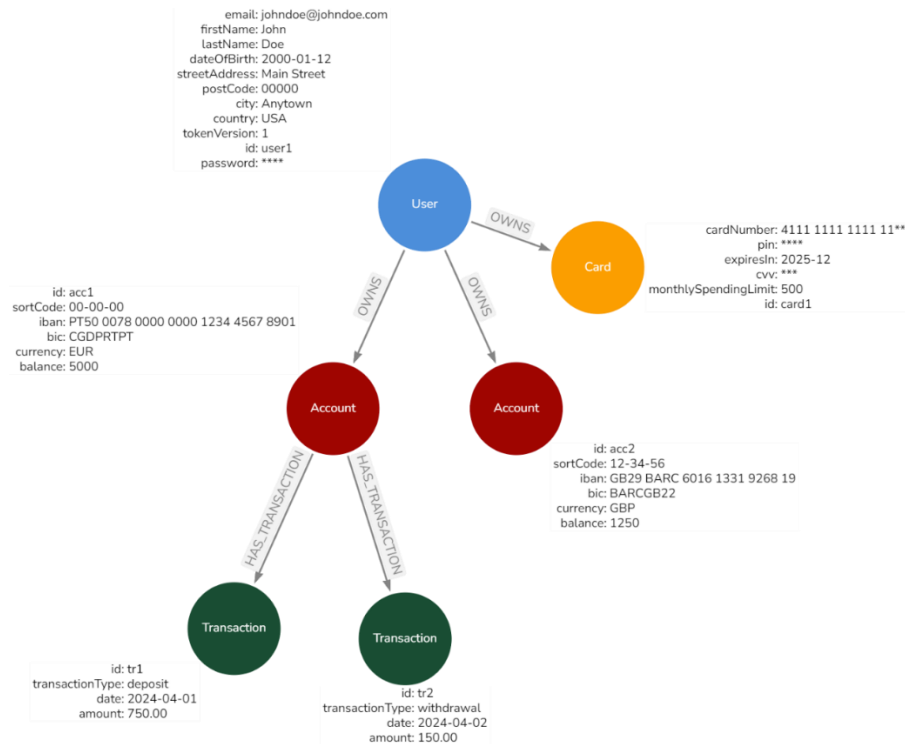 email: johndoe@johndoe.com
firstName: John
lastName: Doe
dateOfBirth: 2000-01-12
streetAddress: Main Street
postCode: 00000
city: Anytown
country: USA
tokenVersion: 1
id: user1
password: ****
User
OWNS
Card
cardNumber: 4111 1111 1111 11**
pin: ****
expiresIn: 2025-12
cvv: ***
monthlySpendingLimit: 500
id: card1
OWNS
OWNS
id: acc1
sortCode: 00-00-00
iban: PT50 0078 0000 0000 1234 4567 8901
bic: CGDPRTPT
currency: EUR
balance: 5000
Account
Account
id: acc2
sortCode: 12-34-56
iban: GB29 BARC 6016 1331 9268 19
bic: BARCGB22
currency: GBP
balance: 1250
HAS_TRANSACTION
HAS_TRANSACTION
Transaction
Transaction
id: tr1
transactionType: deposit
date: 2024-04-01
amount: 750.00
id: tr2
transactionType: withdrawal
date: 2024-04-02
amount: 150.00